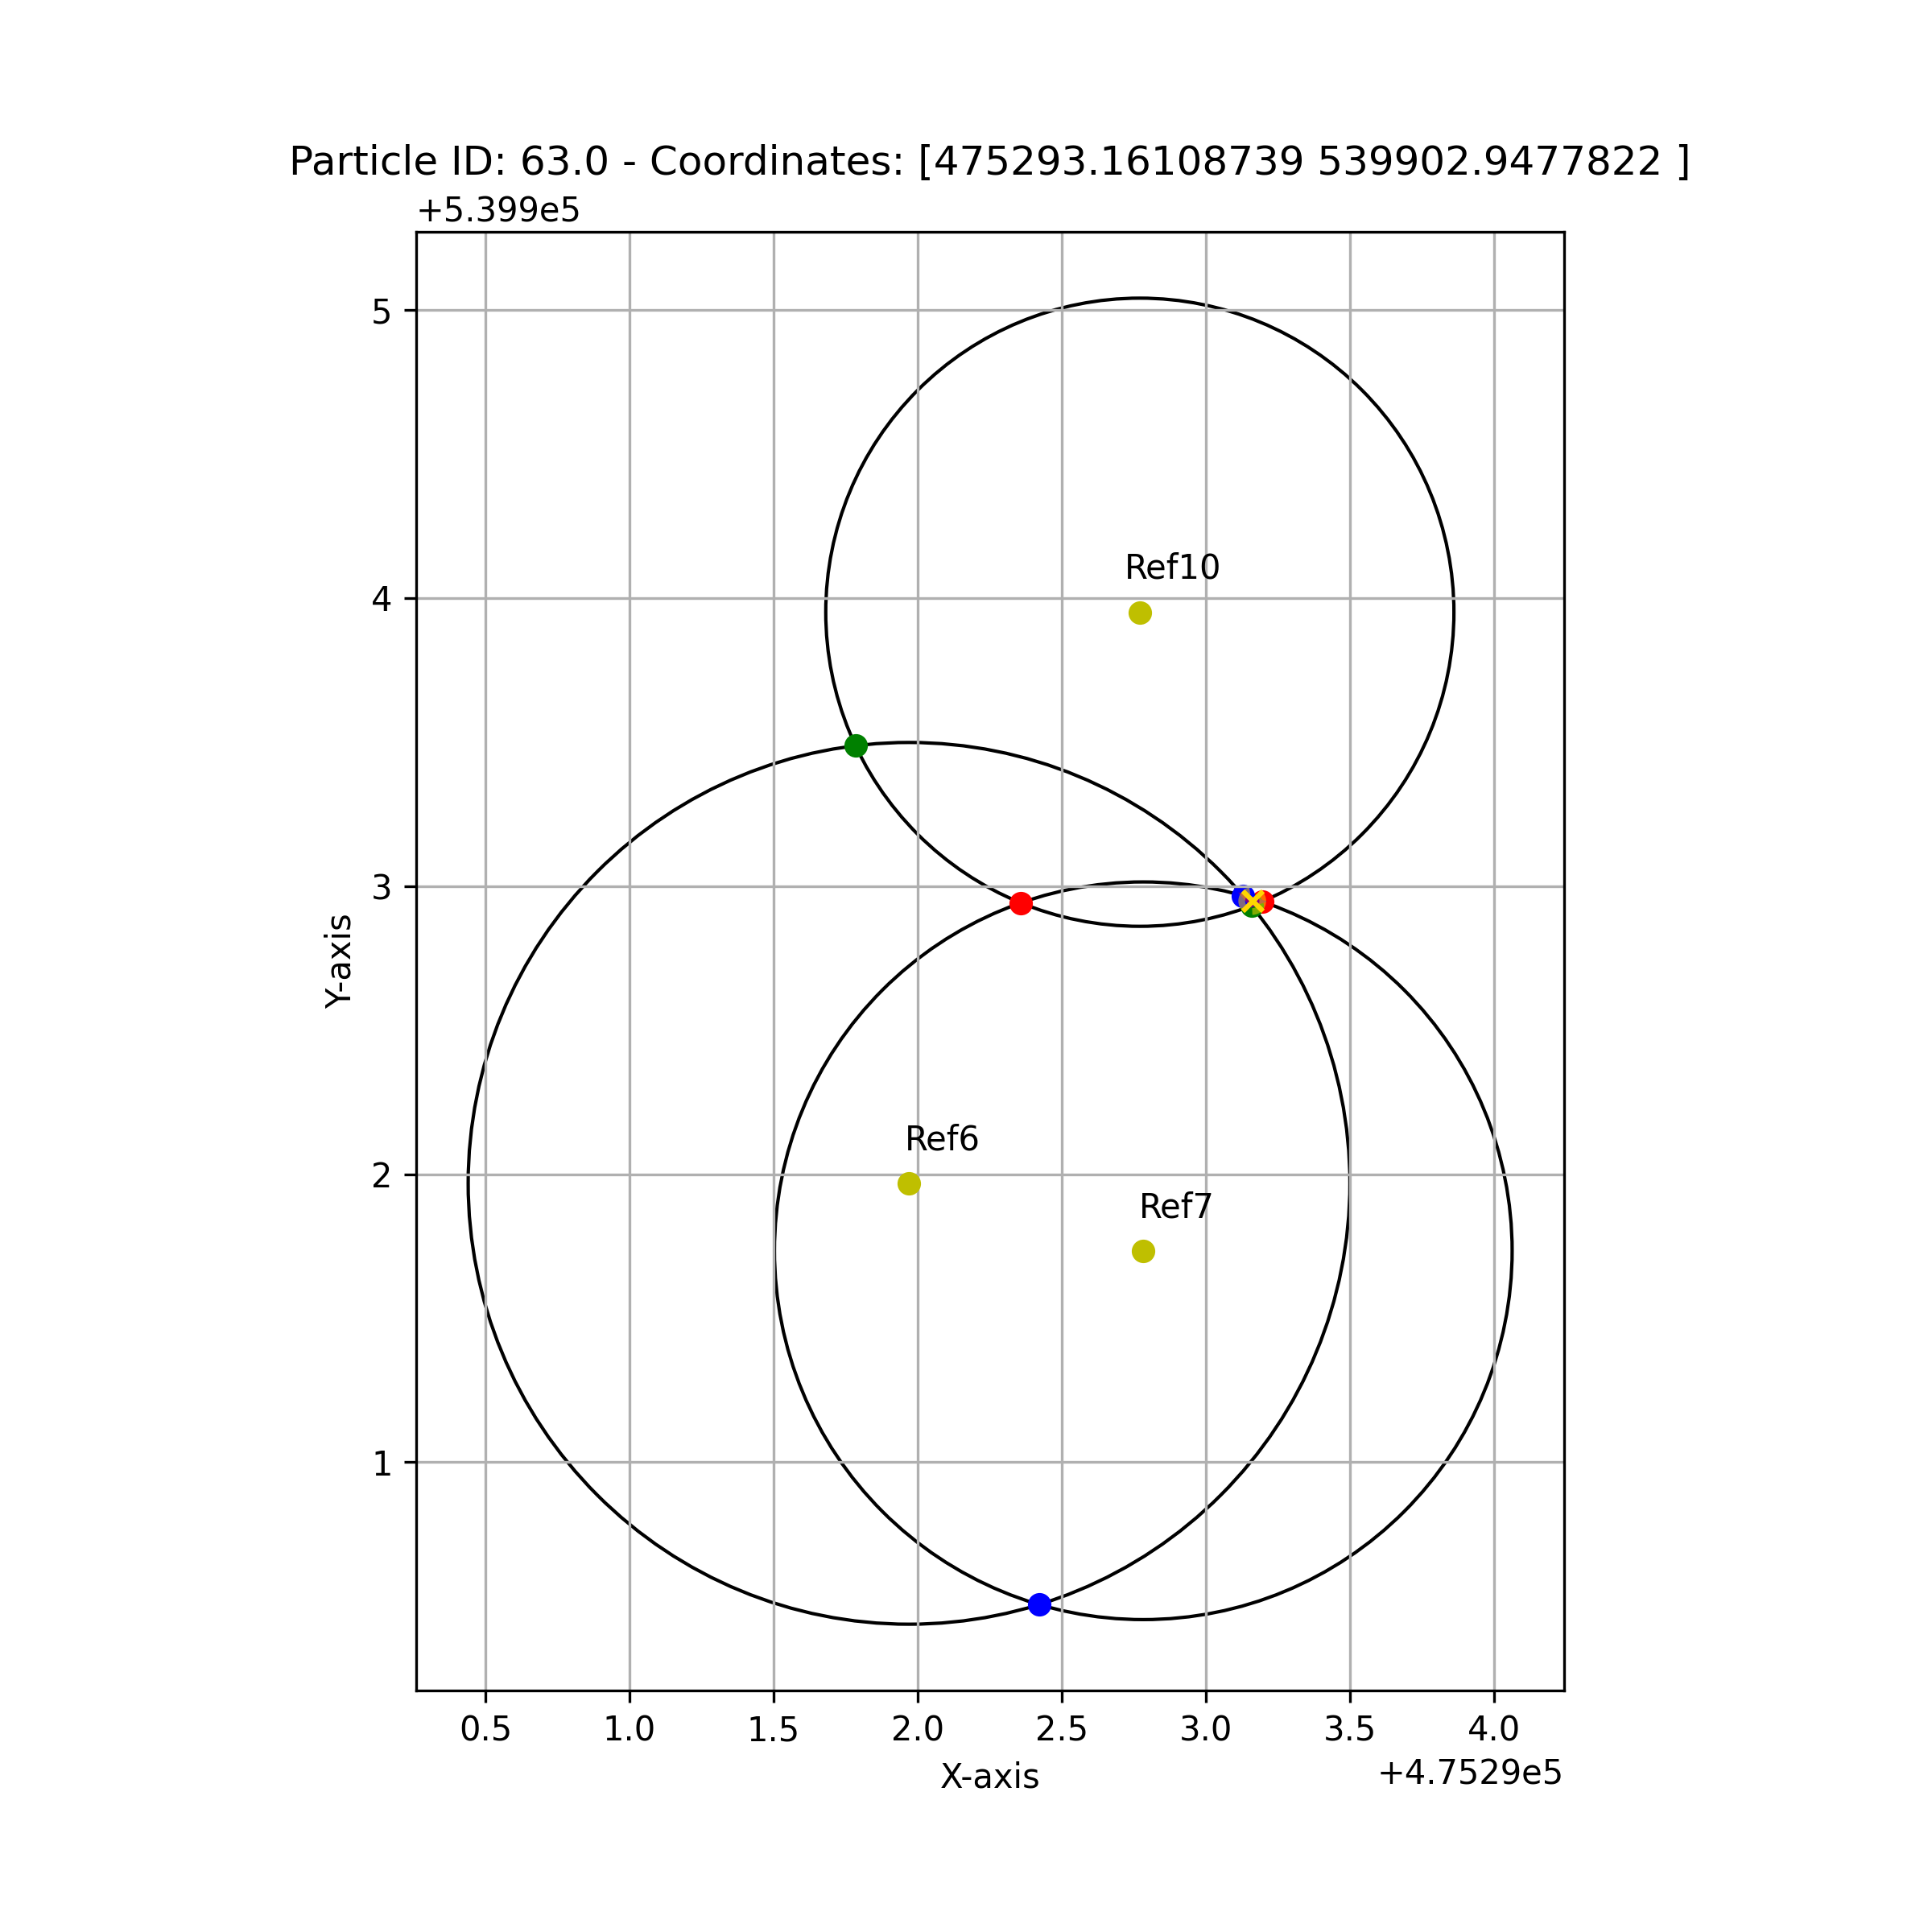 Particle ID: 63.0 - Coordinates: [475293.16108739 539902.9477822 ]
+5.399e5
5
Ref10
4
3
Y-axis
Ref6
2
Ref7
1
0.5 1.0 1.5 2.0 2.5 3.0 3.5 4.0
X-axis
+4.7529e5